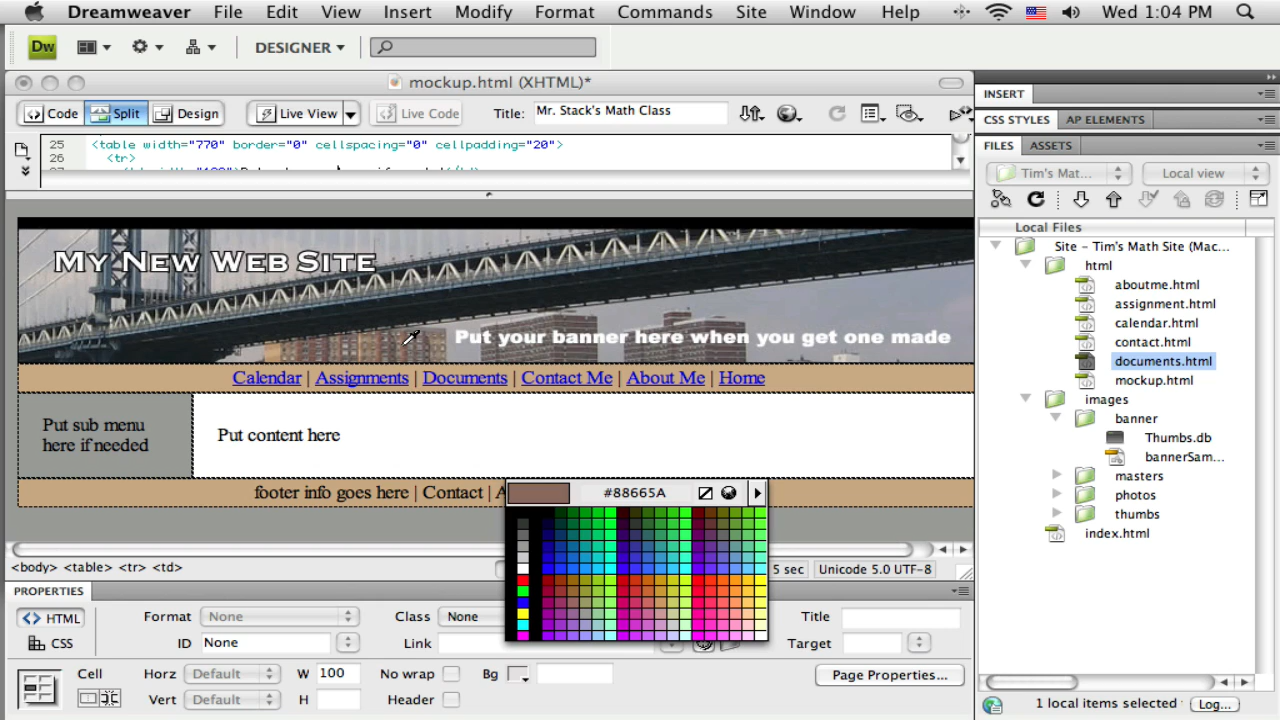 Dreamweaver File Edit View Insert Modify Format Commands Site Window Help Wed 1:04 PM
Dw DESIGNER
mockup.html (XHTML)*
Code Split Design Live View Live Code Title: Mr. Stack's Math Class
25 <table width="770" border="0" cellspacing="0" cellpadding="20">
26 <tr>
My New Web Site
Put your banner here when you get one made
Calendar | Assignments | Documents | Contact Me | About Me | Home
Put sub menu
here if needed
Put content here
footer info goes here | Contact | A
#88665A
<body> <table> <tr> <td> 5 sec Unicode 5.0 UTF-8
PROPERTIES
HTML Format None Class None Title
CSS ID None Link Target
Cell Horz Default W 100 No wrap Bg Page Properties...
Vert Default H Header
INSERT
CSS STYLES AP ELEMENTS
FILES ASSETS
Tim's Mat... Local view
Local Files
Site – Tim's Math Site (Mac...
html
aboutme.html
assignment.html
calendar.html
contact.html
documents.html
mockup.html
images
banner
Thumbs.db
bannerSam...
masters
photos
thumbs
index.html
1 local items selected Log...